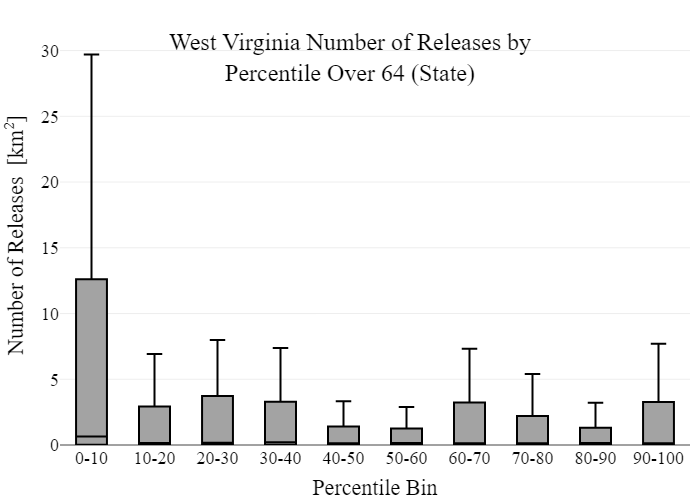 West Virginia Number of Releases by
Percentile Over 64 (State)
Number of Releases [km²]
30
25
20
15
10
5
0
0-10 10-20 20-30 30-40 40-50 50-60 60-70 70-80 80-90 90-100
Percentile Bin